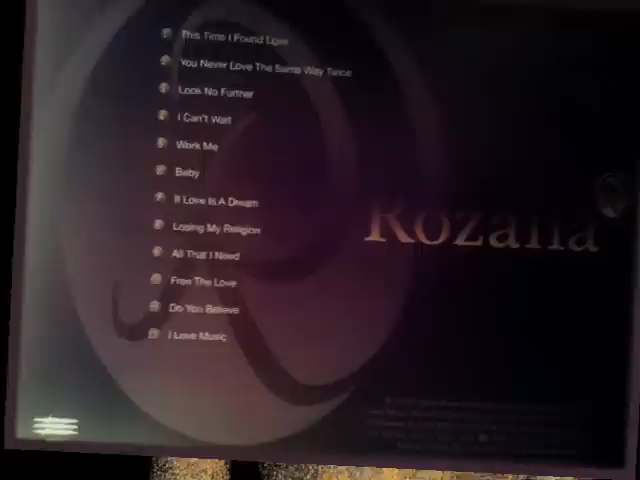 This Time I Found Love
You Never Love The Same Way Twice
Look No Further
I Can't Wait
Work Me
Baby
If Love Is A Dream
Losing My Religion
All That I Need
Free The Love
Do You Believe
I Love Music
Rozalla